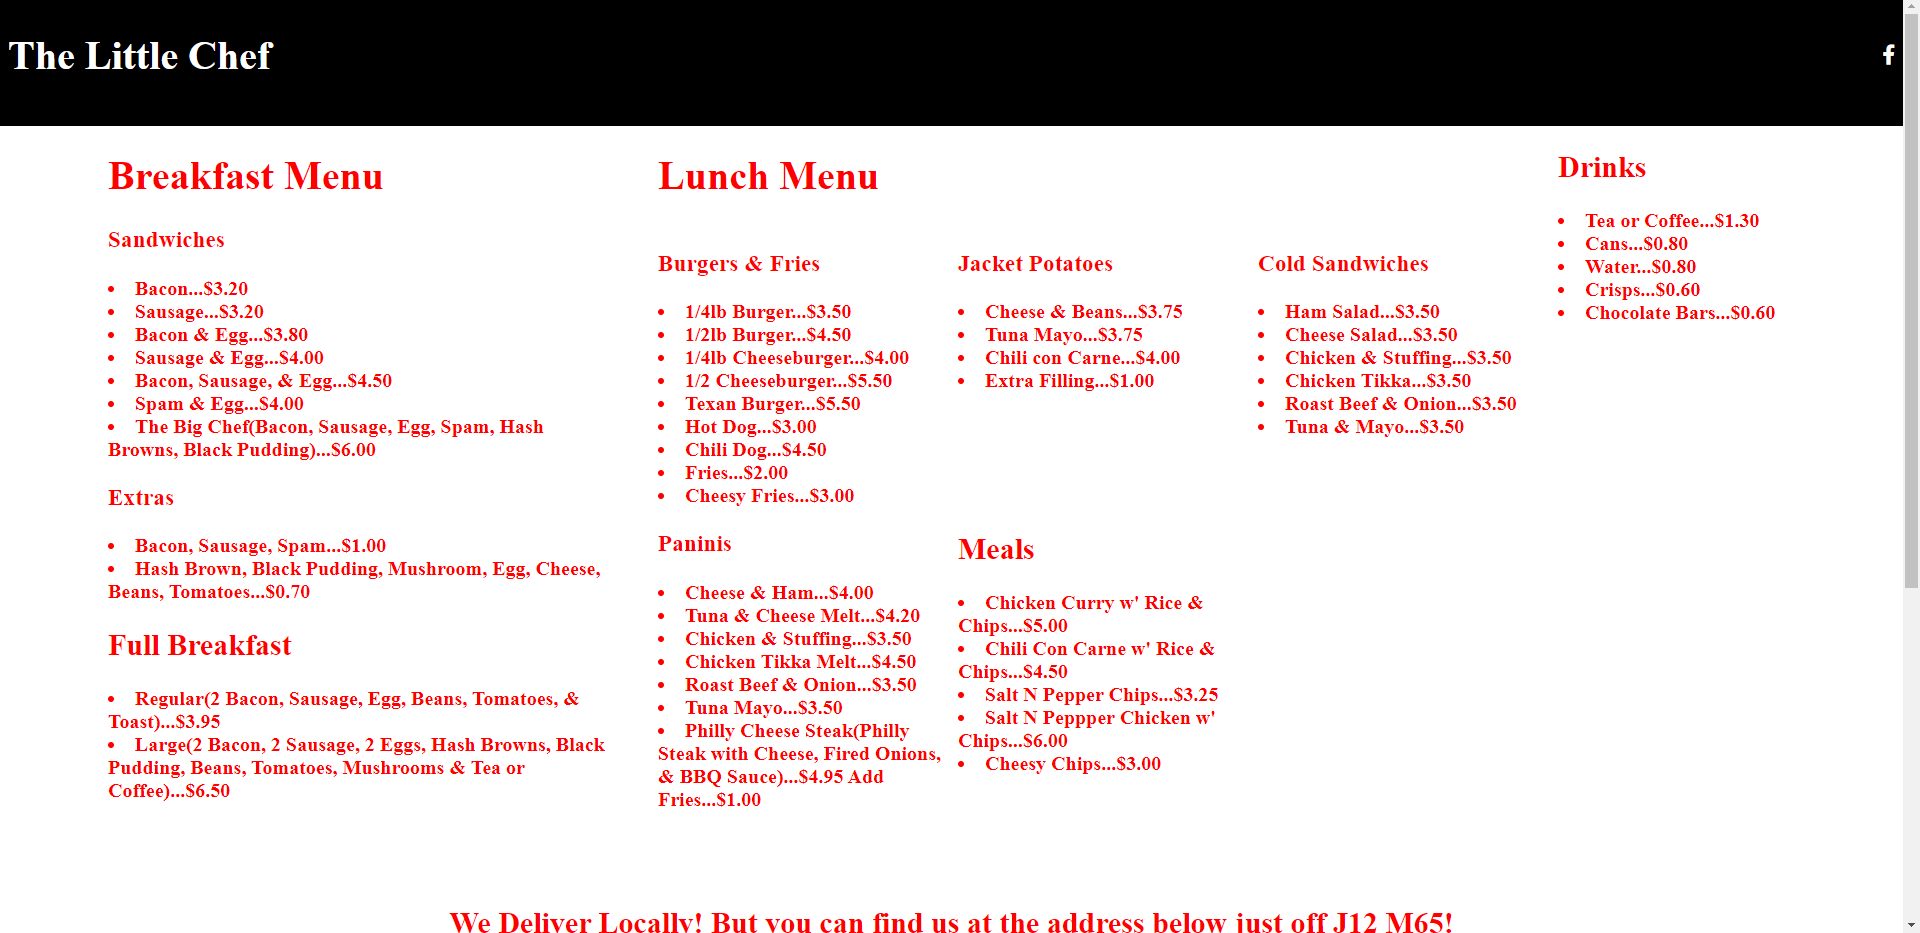 The Little Chef
Breakfast Menu
Sandwiches
Bacon...$3.20
Sausage...$3.20
Bacon & Egg...$3.80
Sausage & Egg...$4.00
Bacon, Sausage, & Egg...$4.50
Spam & Egg...$4.00
The Big Chef(Bacon, Sausage, Egg, Spam, Hash
Browns, Black Pudding)...$6.00
Extras
Bacon, Sausage, Spam...$1.00
Hash Brown, Black Pudding, Mushroom, Egg, Cheese,
Beans, Tomatoes...$0.70
Full Breakfast
Regular(2 Bacon, Sausage, Egg, Beans, Tomatoes, &
Toast)...$3.95
Large(2 Bacon, 2 Sausage, 2 Eggs, Hash Browns, Black
Pudding, Beans, Tomatoes, Mushrooms & Tea or
Coffee)...$6.50
Lunch Menu
Burgers & Fries
1/4lb Burger...$3.50
1/2lb Burger...$4.50
1/4lb Cheeseburger...$4.00
1/2 Cheeseburger...$5.50
Texan Burger...$5.50
Hot Dog...$3.00
Chili Dog...$4.50
Fries...$2.00
Cheesy Fries...$3.00
Jacket Potatoes
Cheese & Beans...$3.75
Tuna Mayo...$3.75
Chili con Carne...$4.00
Extra Filling...$1.00
Cold Sandwiches
Ham Salad...$3.50
Cheese Salad...$3.50
Chicken & Stuffing...$3.50
Chicken Tikka...$3.50
Roast Beef & Onion...$3.50
Tuna & Mayo...$3.50
Paninis
Cheese & Ham...$4.00
Tuna & Cheese Melt...$4.20
Chicken & Stuffing...$3.50
Chicken Tikka Melt...$4.50
Roast Beef & Onion...$3.50
Tuna Mayo...$3.50
Philly Cheese Steak(Philly
Steak with Cheese, Fired Onions,
& BBQ Sauce)...$4.95 Add
Fries...$1.00
Meals
Chicken Curry w' Rice &
Chips...$5.00
Chili Con Carne w' Rice &
Chips...$4.50
Salt N Pepper Chips...$3.25
Salt N Peppper Chicken w'
Chips...$6.00
Cheesy Chips...$3.00
Drinks
Tea or Coffee...$1.30
Cans...$0.80
Water...$0.80
Crisps...$0.60
Chocolate Bars...$0.60
We Deliver Locally! But you can find us at the address below just off J12 M65!